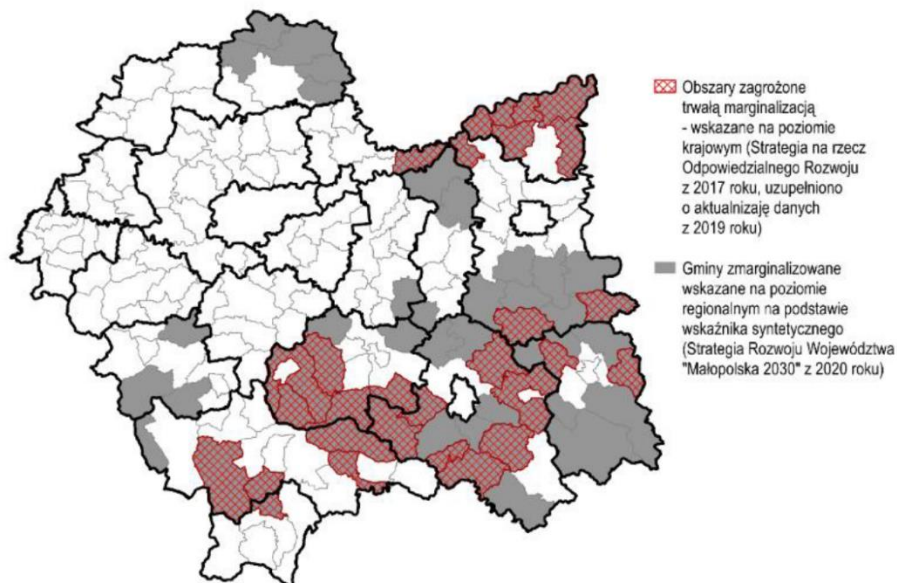 Obszary zagrożone
trwałą marginalizacją
- wskazane na poziomie
krajowym (Strategia na rzecz
Odpowiedzialnego Rozwoju
z 2017 roku, uzupełniono
o aktualnizaję danych
z 2019 roku)
Gminy zmarginalizowane
wskazane na poziomie
regionalnym na podstawie
wskaźnika syntetycznego
(Strategia Rozwoju Województwa
"Małopolska 2030" z 2020 roku)